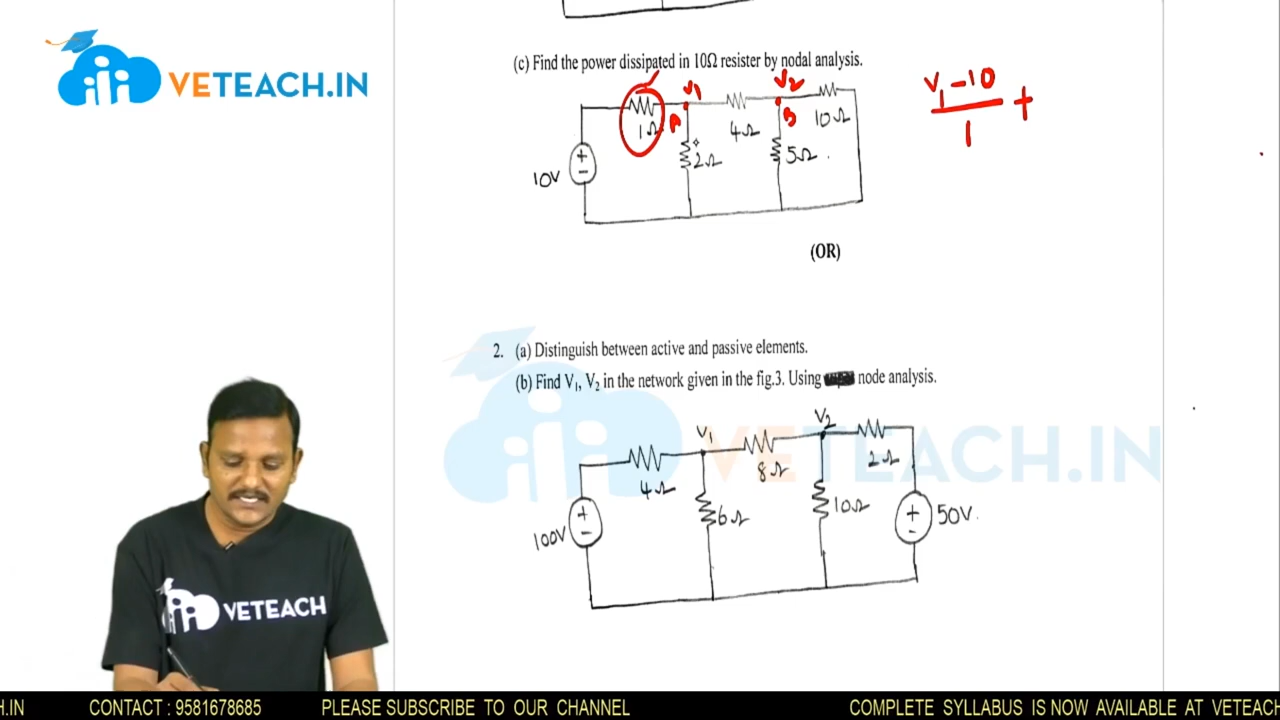 VETEACH.IN
(c) Find the power dissipated in 10Ω resister by nodal analysis.
V1
V2
V1-10
1
+
1Ω
A
4Ω
B
10Ω
+
-
10V
2Ω
5Ω
(OR)
2. (a) Distinguish between active and passive elements.
(b) Find V1, V2 in the network given in the fig.3. Using node analysis.
VETEACH.IN
V1
V2
4Ω
8Ω
2Ω
+
-
100V
6Ω
10Ω
+
-
50V.
VETEACH
H.IN CONTACT : 9581678685 PLEASE SUBSCRIBE TO OUR CHANNEL COMPLETE SYLLABUS IS NOW AVAILABLE AT VETEACH